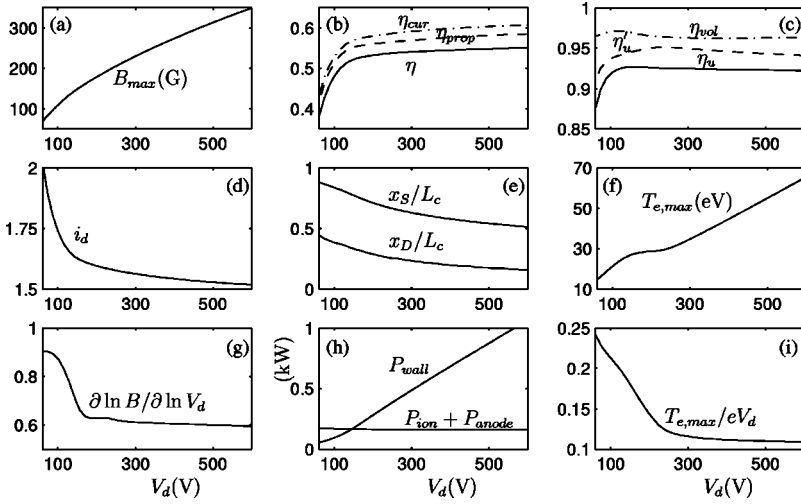 (a)
300
200
100
B_max(G)
100 300 500
(b)
0.6
0.5
0.4
η_cur
η_prop
η
100 300 500
(c)
1
0.95
0.9
0.85
η_vol
η'_u
η_u
100 300 500
(d)
2
1.75
1.5
i_d
100 300 500
(e)
1
0.5
0
x_S/L_c
x_D/L_c
100 300 500
(f)
70
50
30
10
T_e,max(eV)
100 300 500
(g)
1
0.8
0.6
∂ ln B/∂ ln V_d
100 300 500
V_d(V)
(h)
(kW)
1
0.5
0
P_wall
P_ion + P_anode
100 300 500
V_d(V)
(i)
0.25
0.2
0.15
0.1
T_e,max/eV_d
100 300 500
V_d(V)